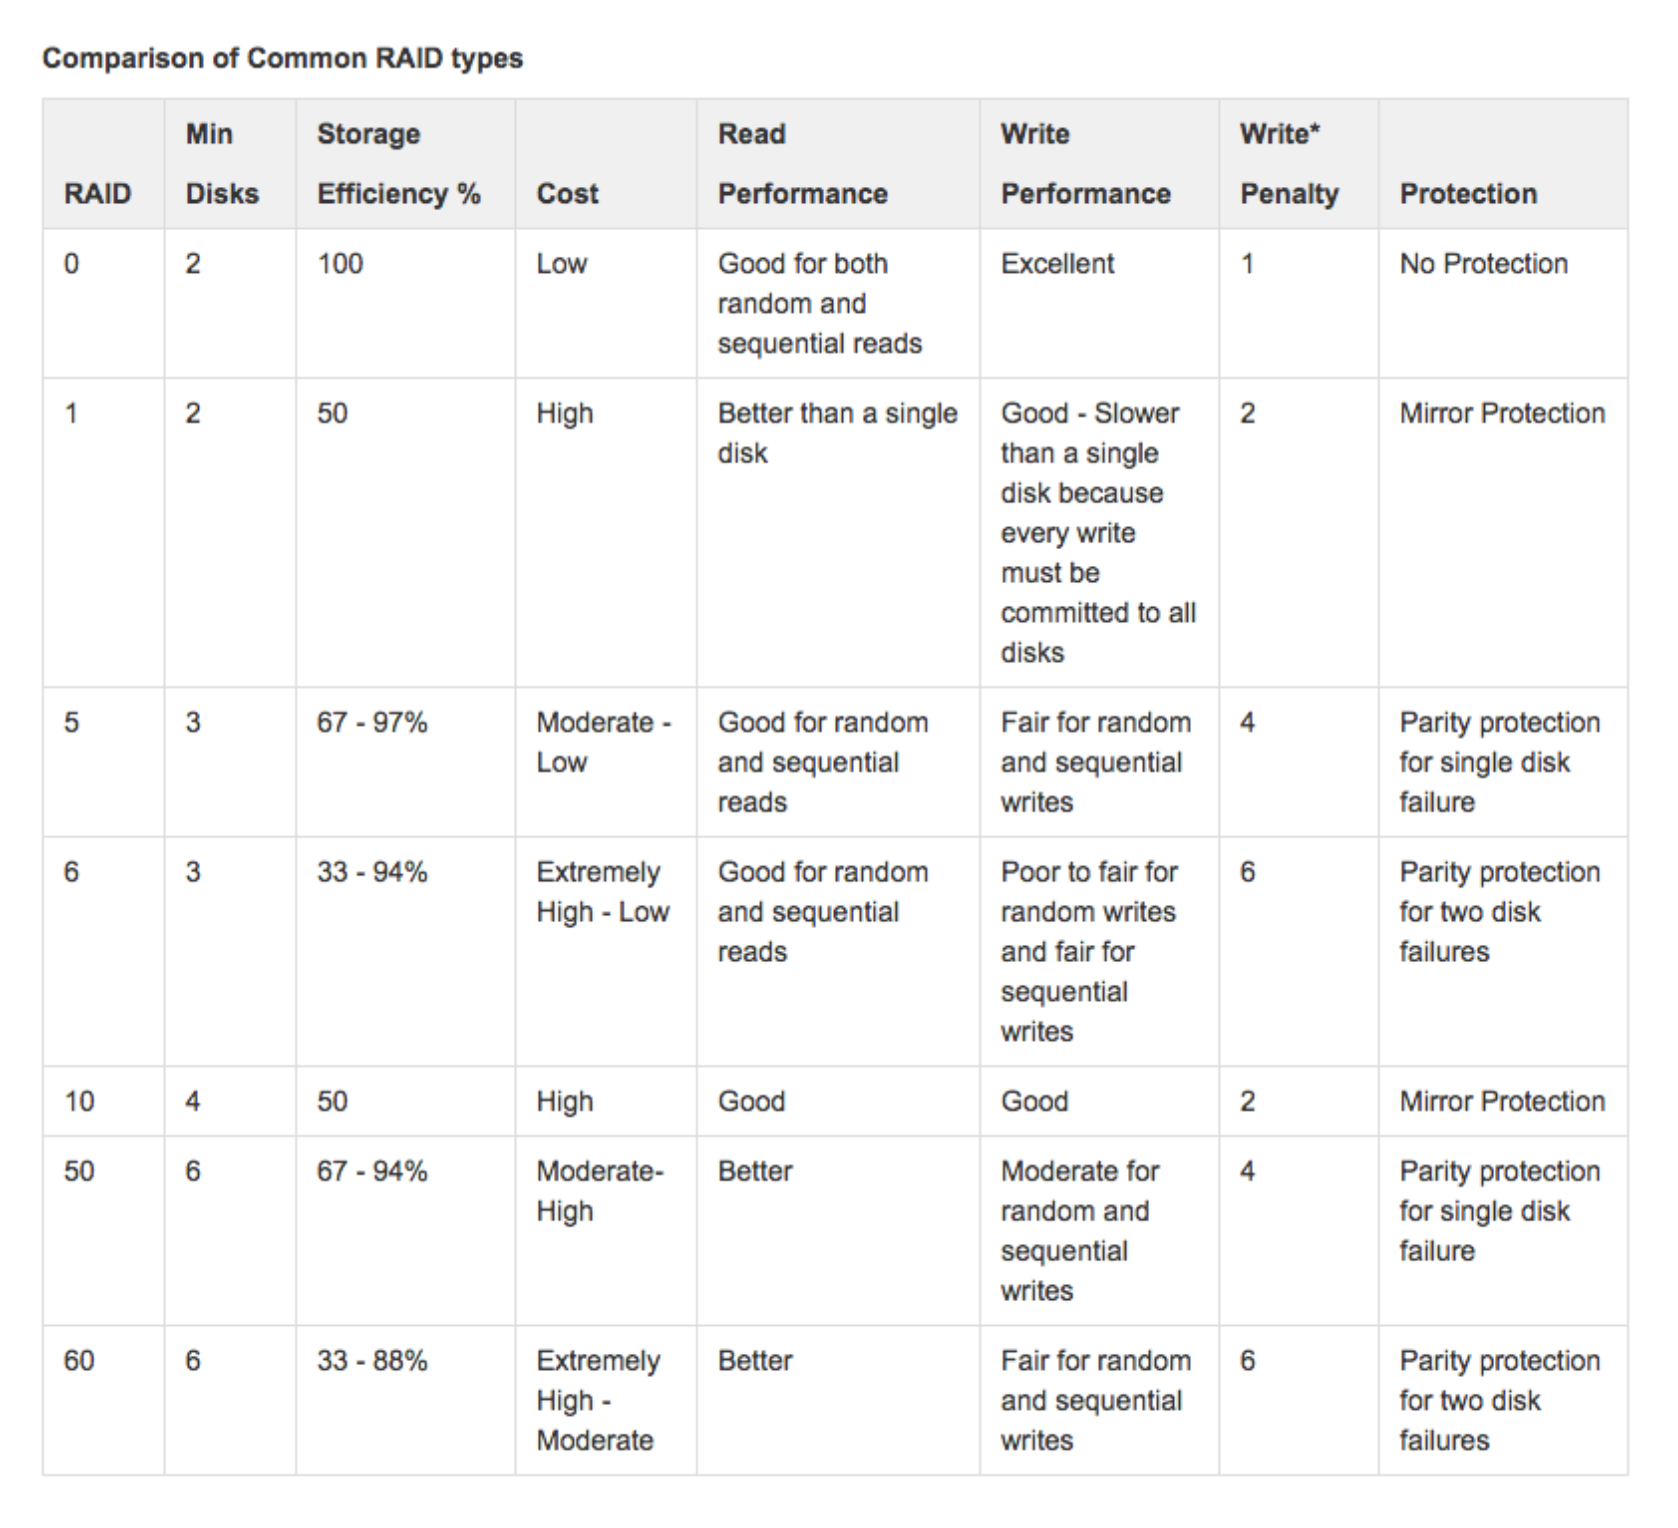 Comparison of Common RAID types
Min Storage Read Write Write*
RAID Disks Efficiency % Cost Performance Performance Penalty Protection
0 2 100 Low Good for both Excellent 1 No Protection
random and
sequential reads
1 2 50 High Better than a single Good - Slower 2 Mirror Protection
disk than a single
disk because
every write
must be
committed to all
disks
5 3 67 - 97% Moderate - Good for random Fair for random 4 Parity protection
Low and sequential and sequential for single disk
reads writes failure
6 3 33 - 94% Extremely Good for random Poor to fair for 6 Parity protection
High - Low and sequential random writes for two disk
reads and fair for failures
sequential
writes
10 4 50 High Good Good 2 Mirror Protection
50 6 67 - 94% Moderate- Better Moderate for 4 Parity protection
High random and for single disk
sequential failure
writes
60 6 33 - 88% Extremely Better Fair for random 6 Parity protection
High - and sequential for two disk
Moderate writes failures